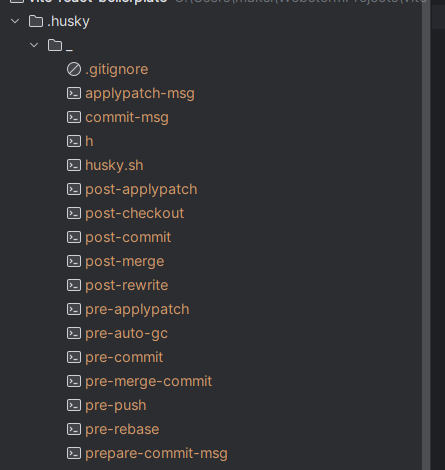 .husky
_
.gitignore
applypatch-msg
commit-msg
h
husky.sh
post-applypatch
post-checkout
post-commit
post-merge
post-rewrite
pre-applypatch
pre-auto-gc
pre-commit
pre-merge-commit
pre-push
pre-rebase
prepare-commit-msg